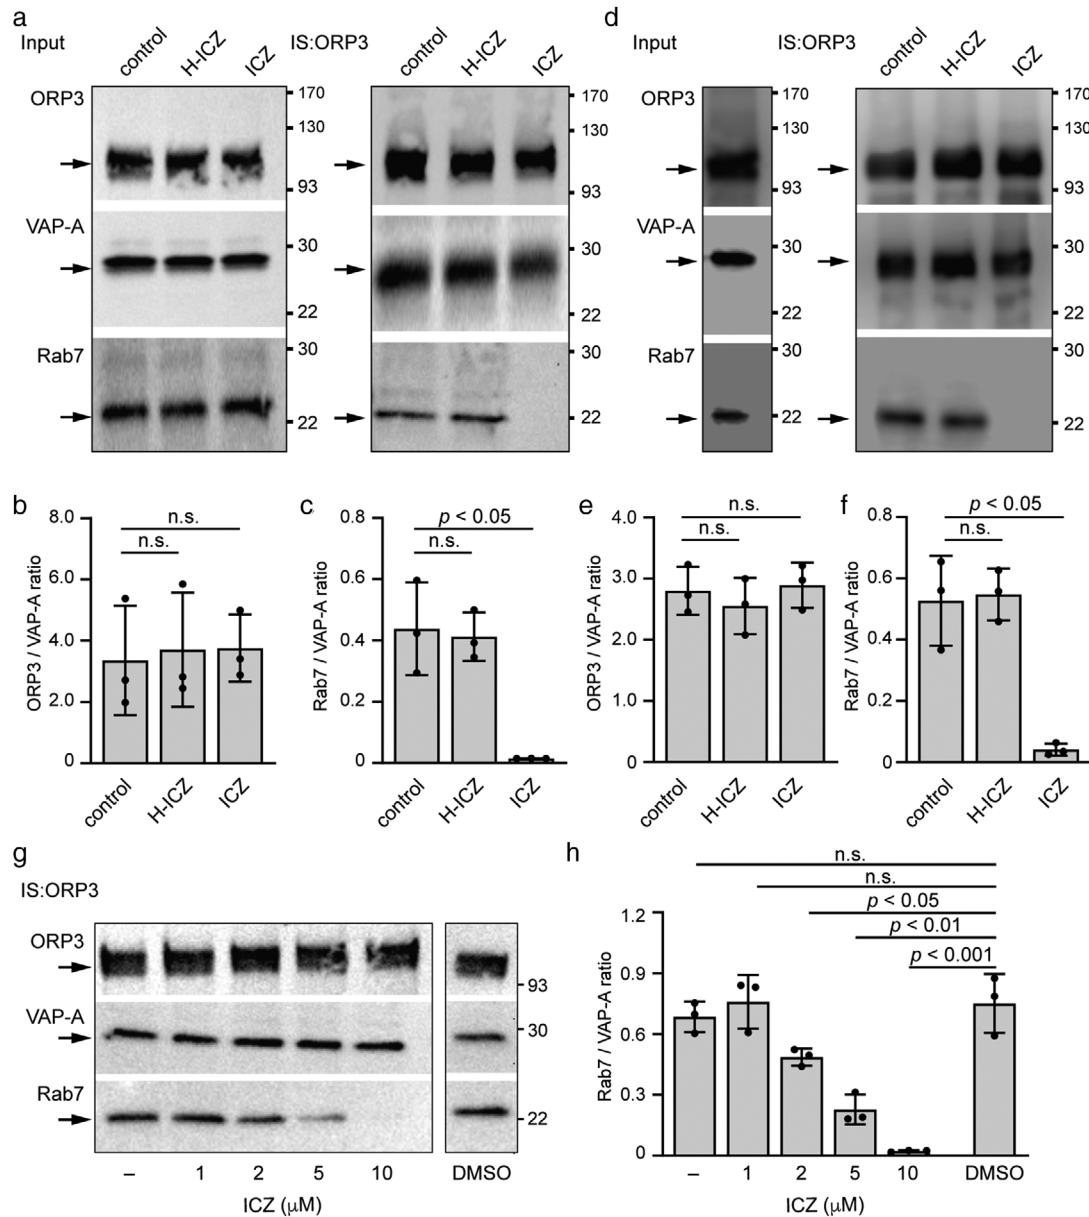 a
Input
control
H-ICZ
ICZ
IS:ORP3
control
H-ICZ
ICZ
ORP3
170
130
93
170
130
93
VAP-A
30
22
30
22
Rab7
30
22
30
22
d
Input
IS:ORP3
control
H-ICZ
ICZ
ORP3
170
130
93
170
130
93
VAP-A
30
22
30
22
Rab7
30
22
30
22
b
ORP3 / VAP-A ratio
8.0
6.0
4.0
2.0
0
n.s.
n.s.
control
H-ICZ
ICZ
c
Rab7 / VAP-A ratio
0.8
0.6
0.4
0.2
0
p < 0.05
n.s.
control
H-ICZ
ICZ
e
ORP3 / VAP-A ratio
4.0
3.0
2.0
1.0
0
n.s.
n.s.
control
H-ICZ
ICZ
f
Rab7 / VAP-A ratio
0.8
0.6
0.4
0.2
0
p < 0.05
n.s.
control
H-ICZ
ICZ
g
IS:ORP3
ORP3
93
VAP-A
30
Rab7
22
– 1 2 5 10 DMSO
ICZ (μM)
h
n.s.
n.s.
p < 0.05
p < 0.01
p < 0.001
Rab7 / VAP-A ratio
1.2
0.9
0.6
0.3
0
– 1 2 5 10 DMSO
ICZ (μM)